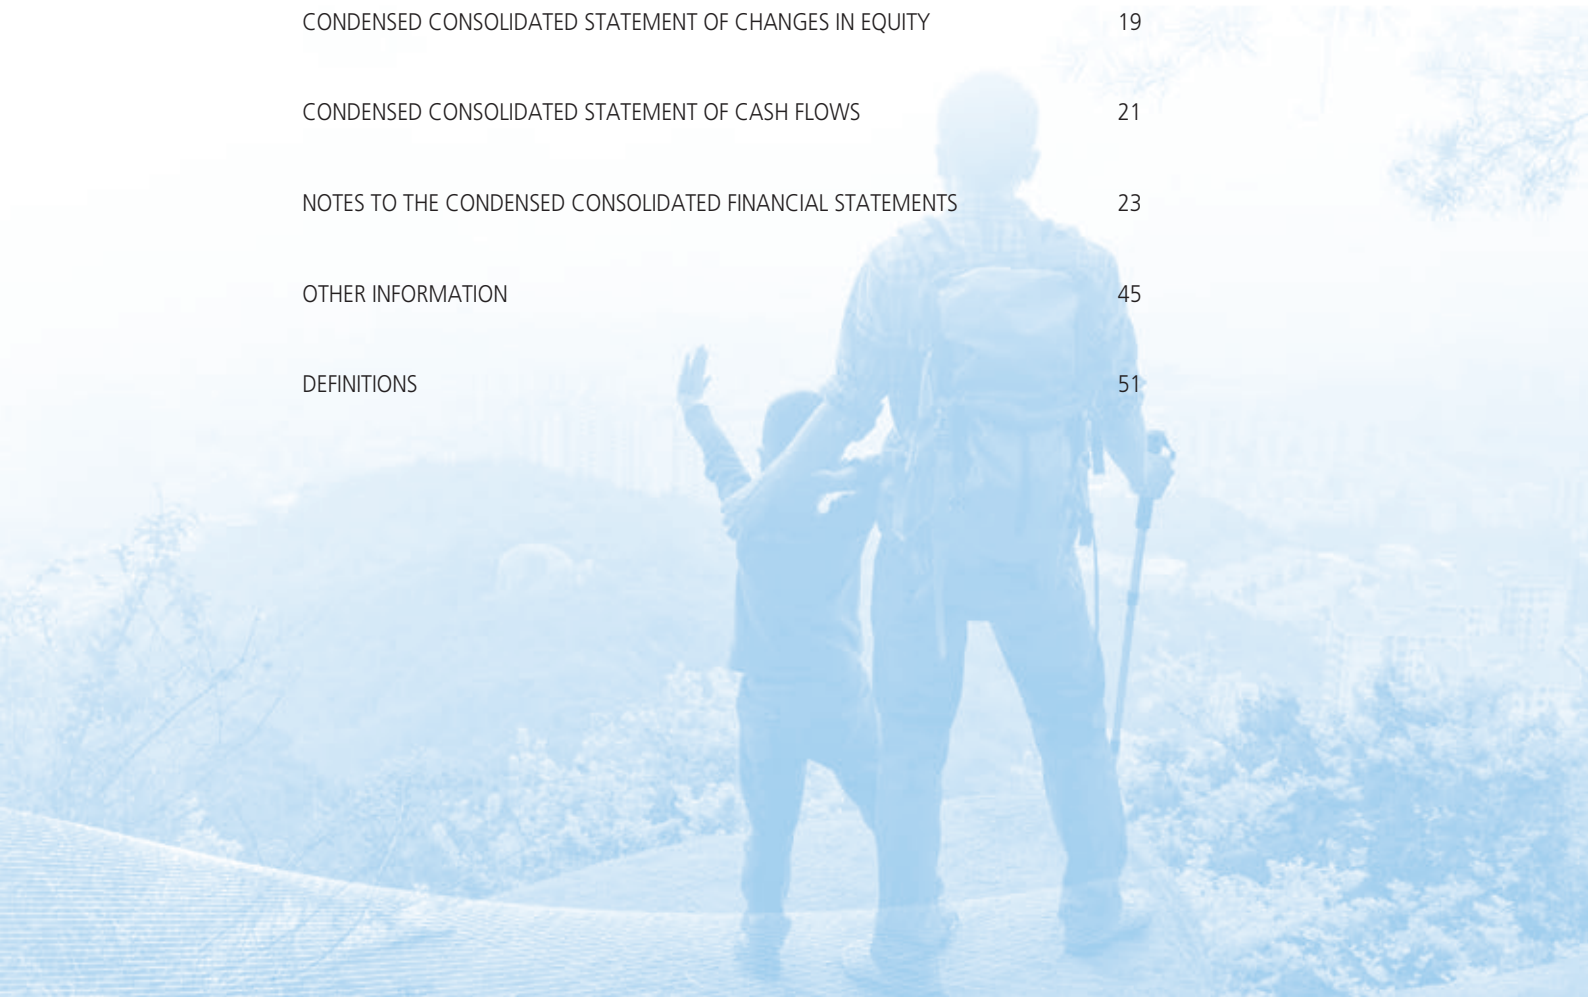 CONDENSED CONSOLIDATED STATEMENT OF CHANGES IN EQUITY 19
CONDENSED CONSOLIDATED STATEMENT OF CASH FLOWS 21
NOTES TO THE CONDENSED CONSOLIDATED FINANCIAL STATEMENTS 23
OTHER INFORMATION 45
DEFINITIONS 51